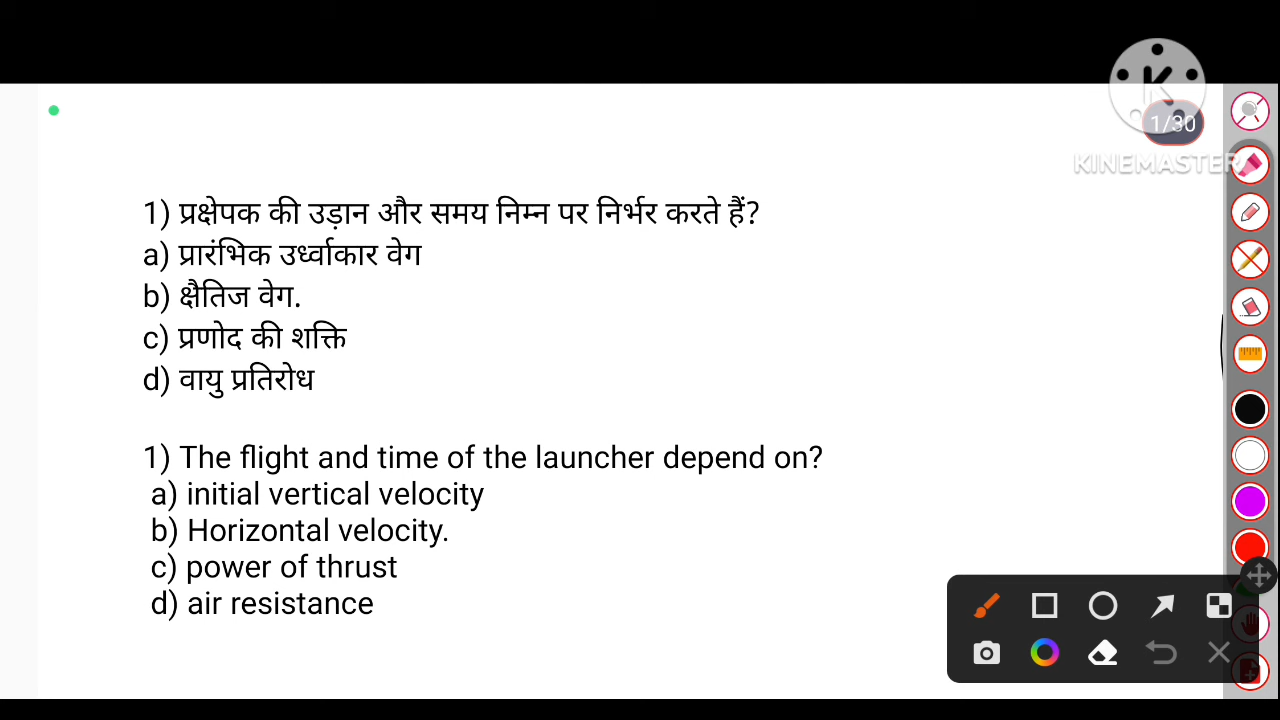 KINEMASTER
1/30
1) प्रक्षेपक की उड़ान और समय निम्न पर निर्भर करते हैं?
a) प्रारंभिक उर्ध्वाकार वेग
b) क्षैतिज वेग.
c) प्रणोद की शक्ति
d) वायु प्रतिरोध
1) The flight and time of the launcher depend on?
a) initial vertical velocity
b) Horizontal velocity.
c) power of thrust
d) air resistance